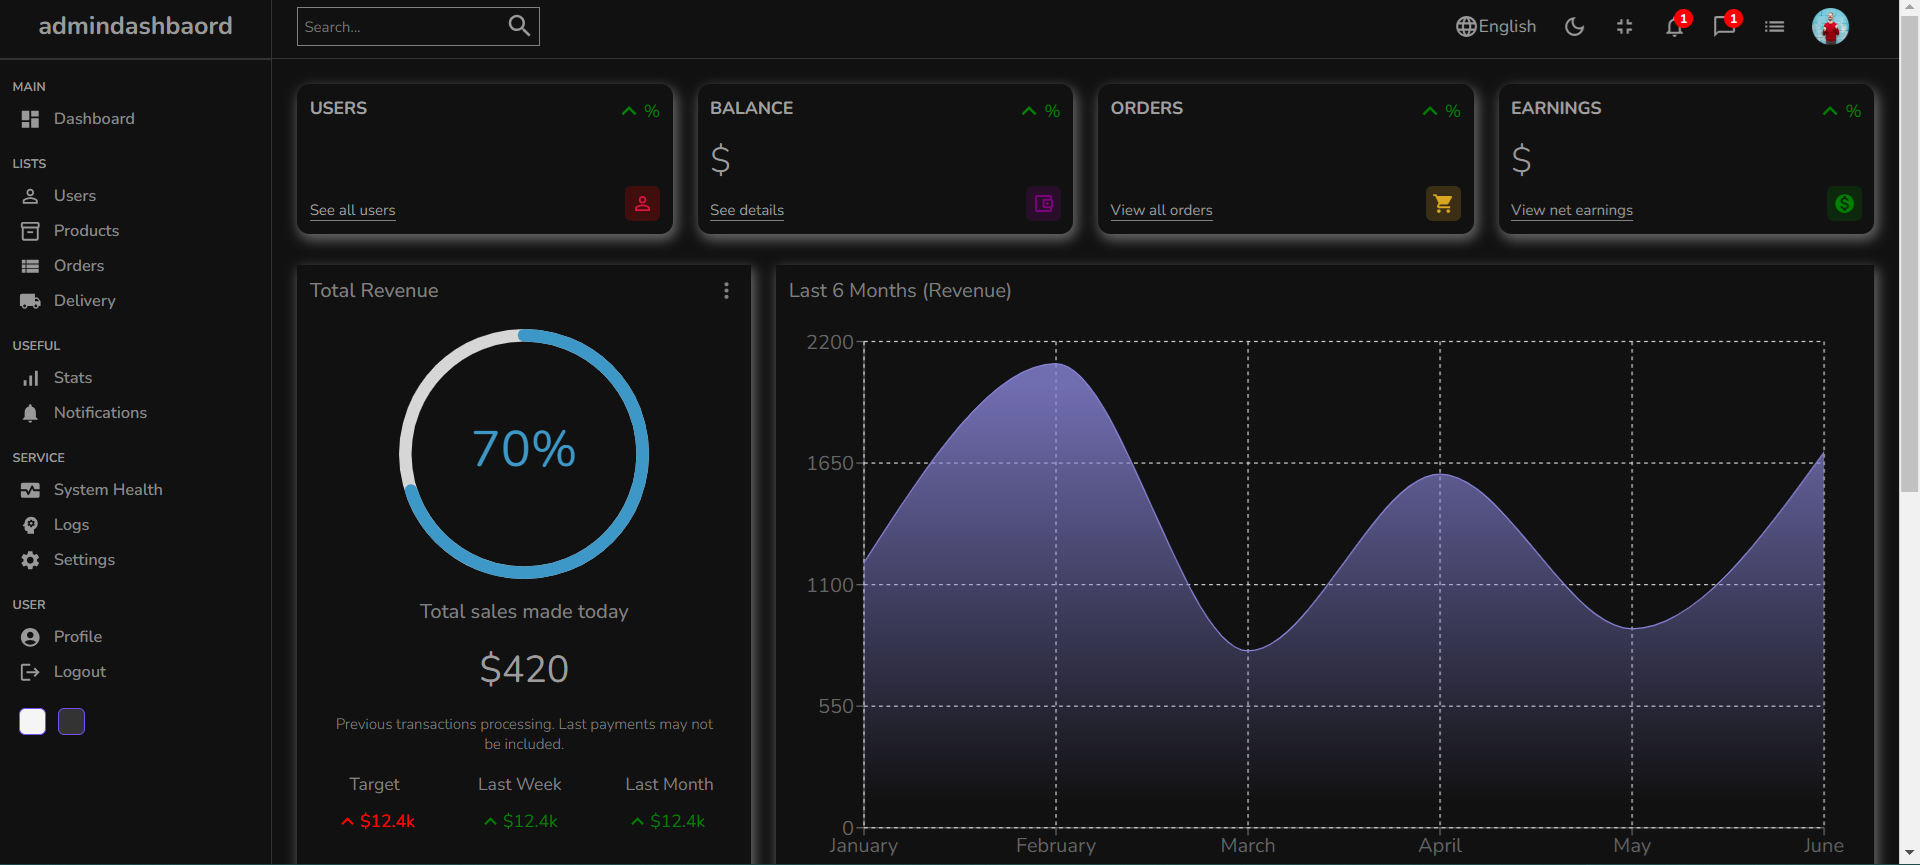 admindashbaord
Search...
English
1
1
MAIN
Dashboard
LISTS
Users
Products
Orders
Delivery
USEFUL
Stats
Notifications
SERVICE
System Health
Logs
Settings
USER
Profile
Logout
USERS
%
See all users
BALANCE
%
$
See details
ORDERS
%
View all orders
EARNINGS
%
$
View net earnings
Total Revenue
70%
Total sales made today
$420
Previous transactions processing. Last payments may not
be included.
Target
Last Week
Last Month
$12.4k
$12.4k
$12.4k
Last 6 Months (Revenue)
2200
1650
1100
550
0
January
February
March
April
May
June